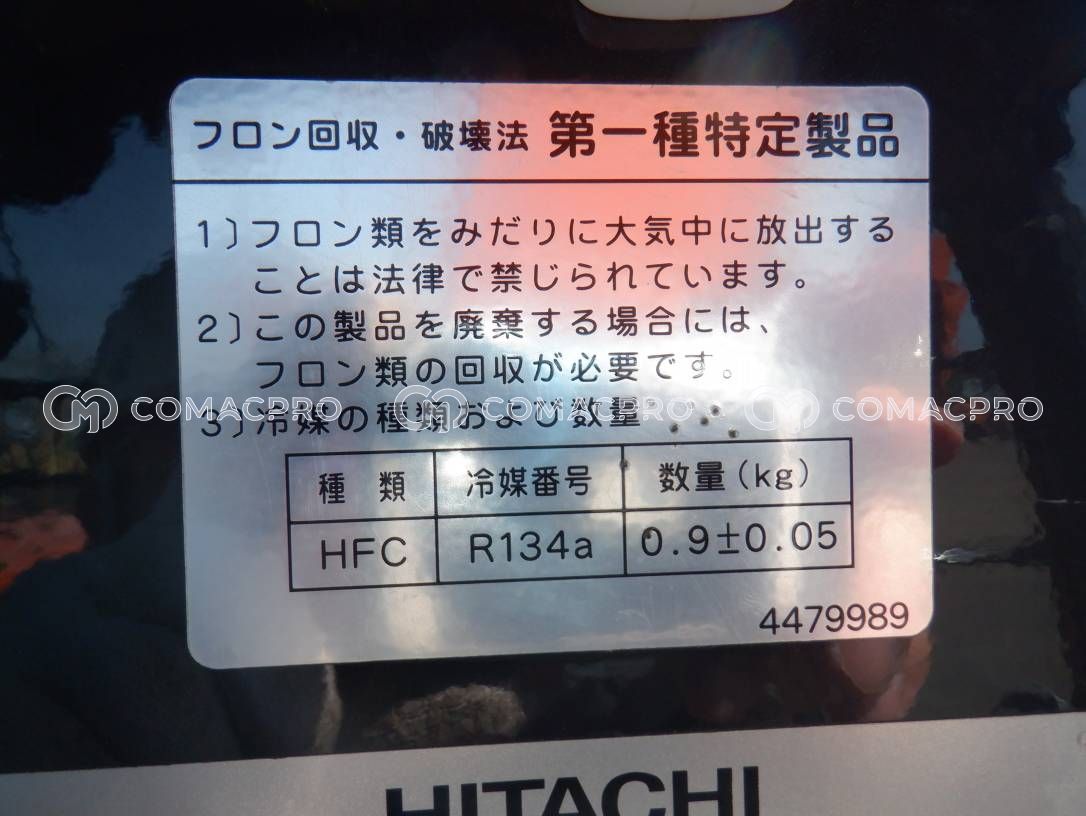 フロン回収・破壊法 第一種特定製品
1)フロン類をみだりに大気中に放出する
ことは法律で禁じられています。
2)この製品を廃棄する場合には、
フロン類の回収が必要です。
COMACPRO COMACPRO COMACPRO
3)冷媒の種類および数量
種類 冷媒番号 数量(kg)
HFC R134a 0.9±0.05
4479989
HITACHI